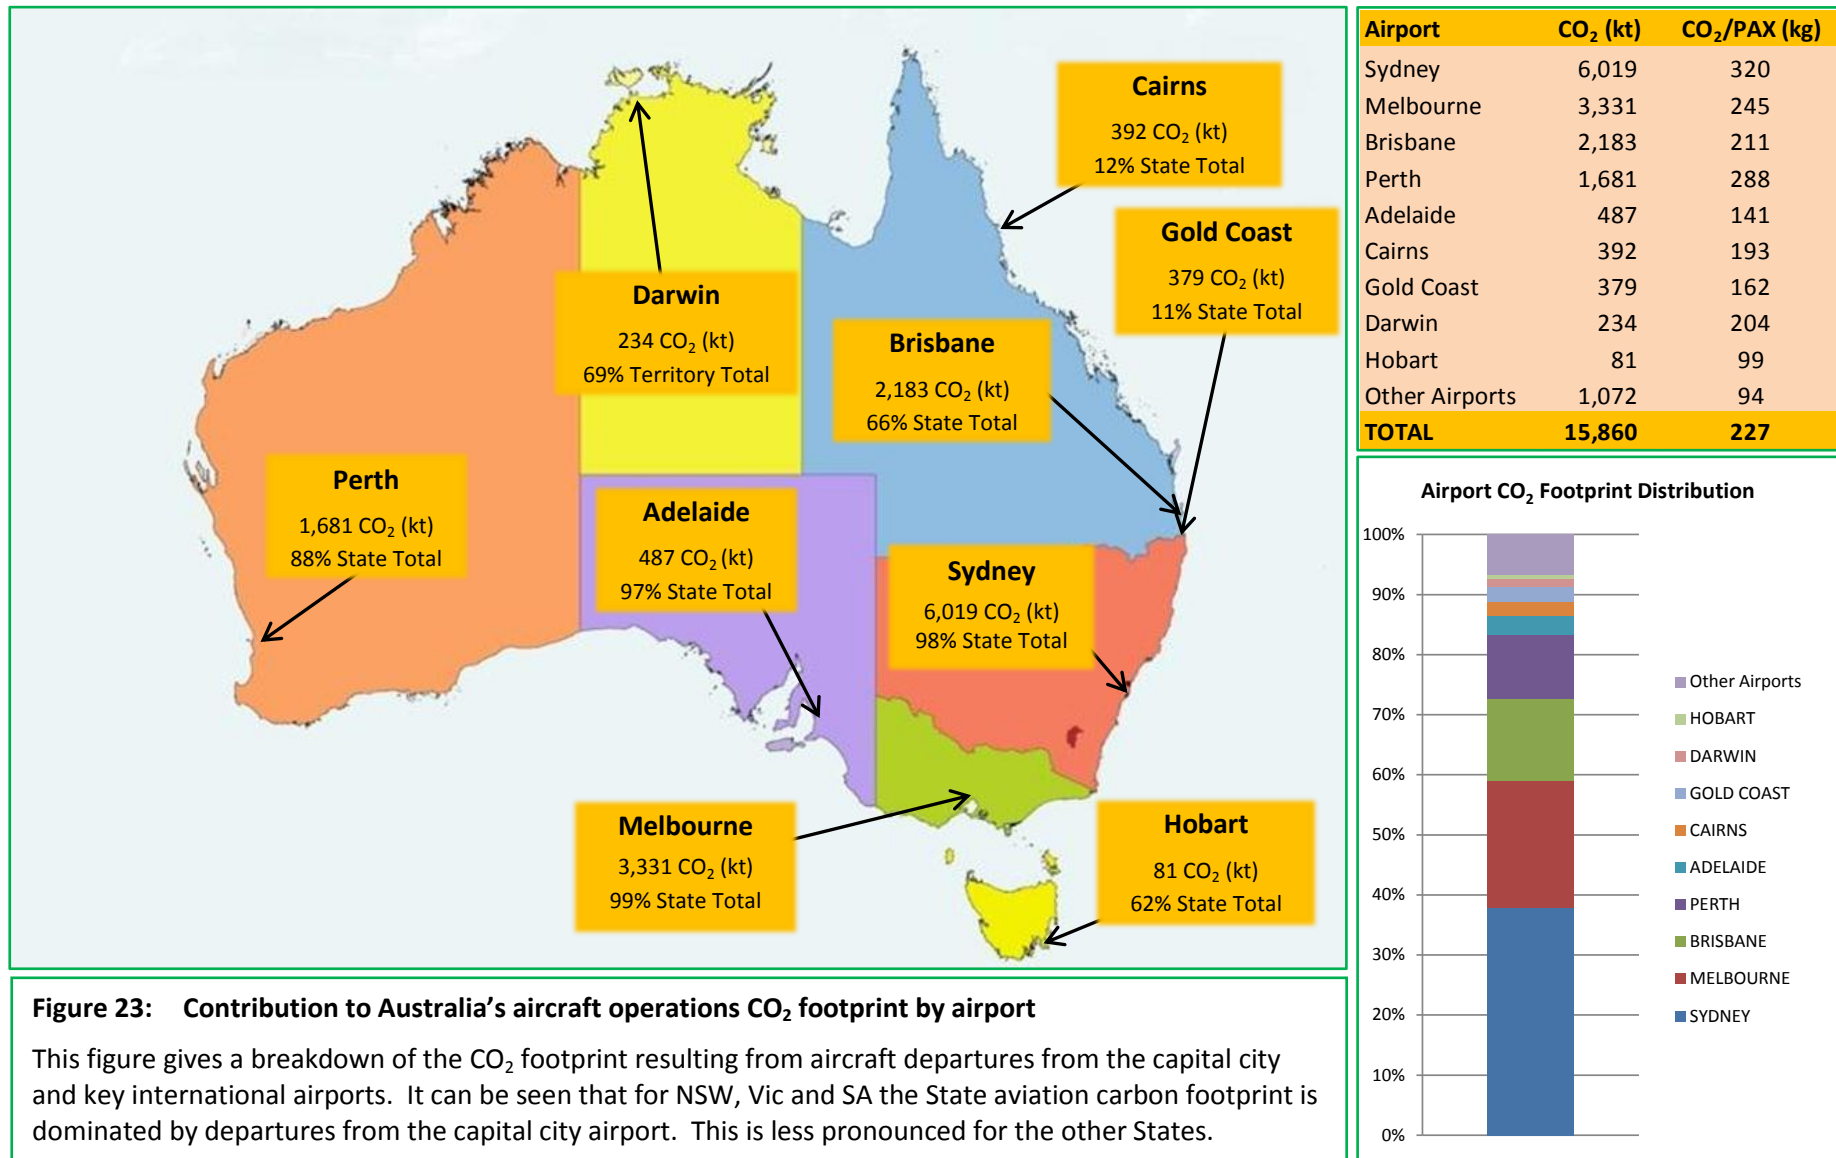 Cairns
392 CO₂ (kt)
12% State Total
Gold Coast
379 CO₂ (kt)
11% State Total
Darwin
234 CO₂ (kt)
69% Territory Total
Brisbane
2,183 CO₂ (kt)
66% State Total
Perth
1,681 CO₂ (kt)
88% State Total
Adelaide
487 CO₂ (kt)
97% State Total
Sydney
6,019 CO₂ (kt)
98% State Total
Melbourne
3,331 CO₂ (kt)
99% State Total
Hobart
81 CO₂ (kt)
62% State Total
Airport CO₂ (kt) CO₂/PAX (kg)
Sydney 6,019 320
Melbourne 3,331 245
Brisbane 2,183 211
Perth 1,681 288
Adelaide 487 141
Cairns 392 193
Gold Coast 379 162
Darwin 234 204
Hobart 81 99
Other Airports 1,072 94
TOTAL 15,860 227
Airport CO₂ Footprint Distribution
100%
90%
80%
70%
60%
50%
40%
30%
20%
10%
0%
Other Airports
HOBART
DARWIN
GOLD COAST
CAIRNS
ADELAIDE
PERTH
BRISBANE
MELBOURNE
SYDNEY
Figure 23: Contribution to Australia’s aircraft operations CO₂ footprint by airport
This figure gives a breakdown of the CO₂ footprint resulting from aircraft departures from the capital city
and key international airports. It can be seen that for NSW, Vic and SA the State aviation carbon footprint is
dominated by departures from the capital city airport. This is less pronounced for the other States.